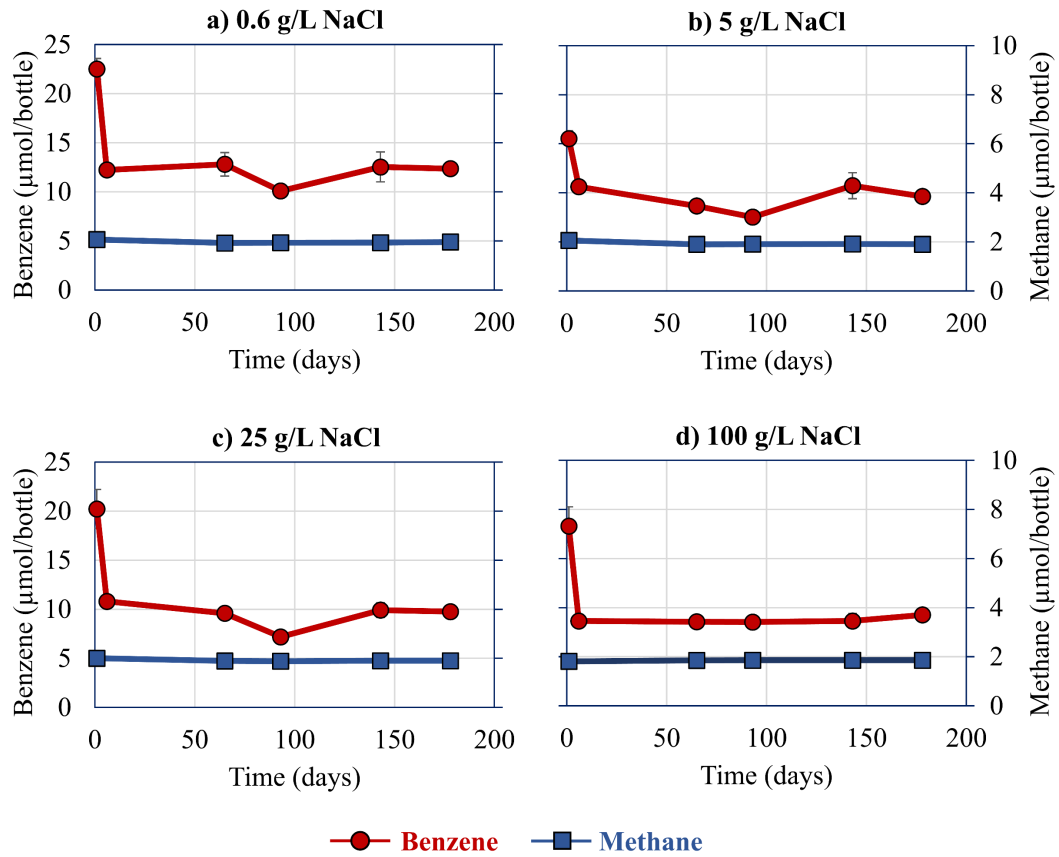 a) 0.6 g/L NaCl
25
20
15
10
5
0
Benzene (µmol/bottle)
0 50 100 150 200
Time (days)
b) 5 g/L NaCl
10
8
6
4
2
0
Methane (µmol/bottle)
0 50 100 150 200
Time (days)
c) 25 g/L NaCl
25
20
15
10
5
0
Benzene (µmol/bottle)
0 50 100 150 200
Time (days)
d) 100 g/L NaCl
10
8
6
4
2
0
Methane (µmol/bottle)
0 50 100 150 200
Time (days)
Benzene Methane